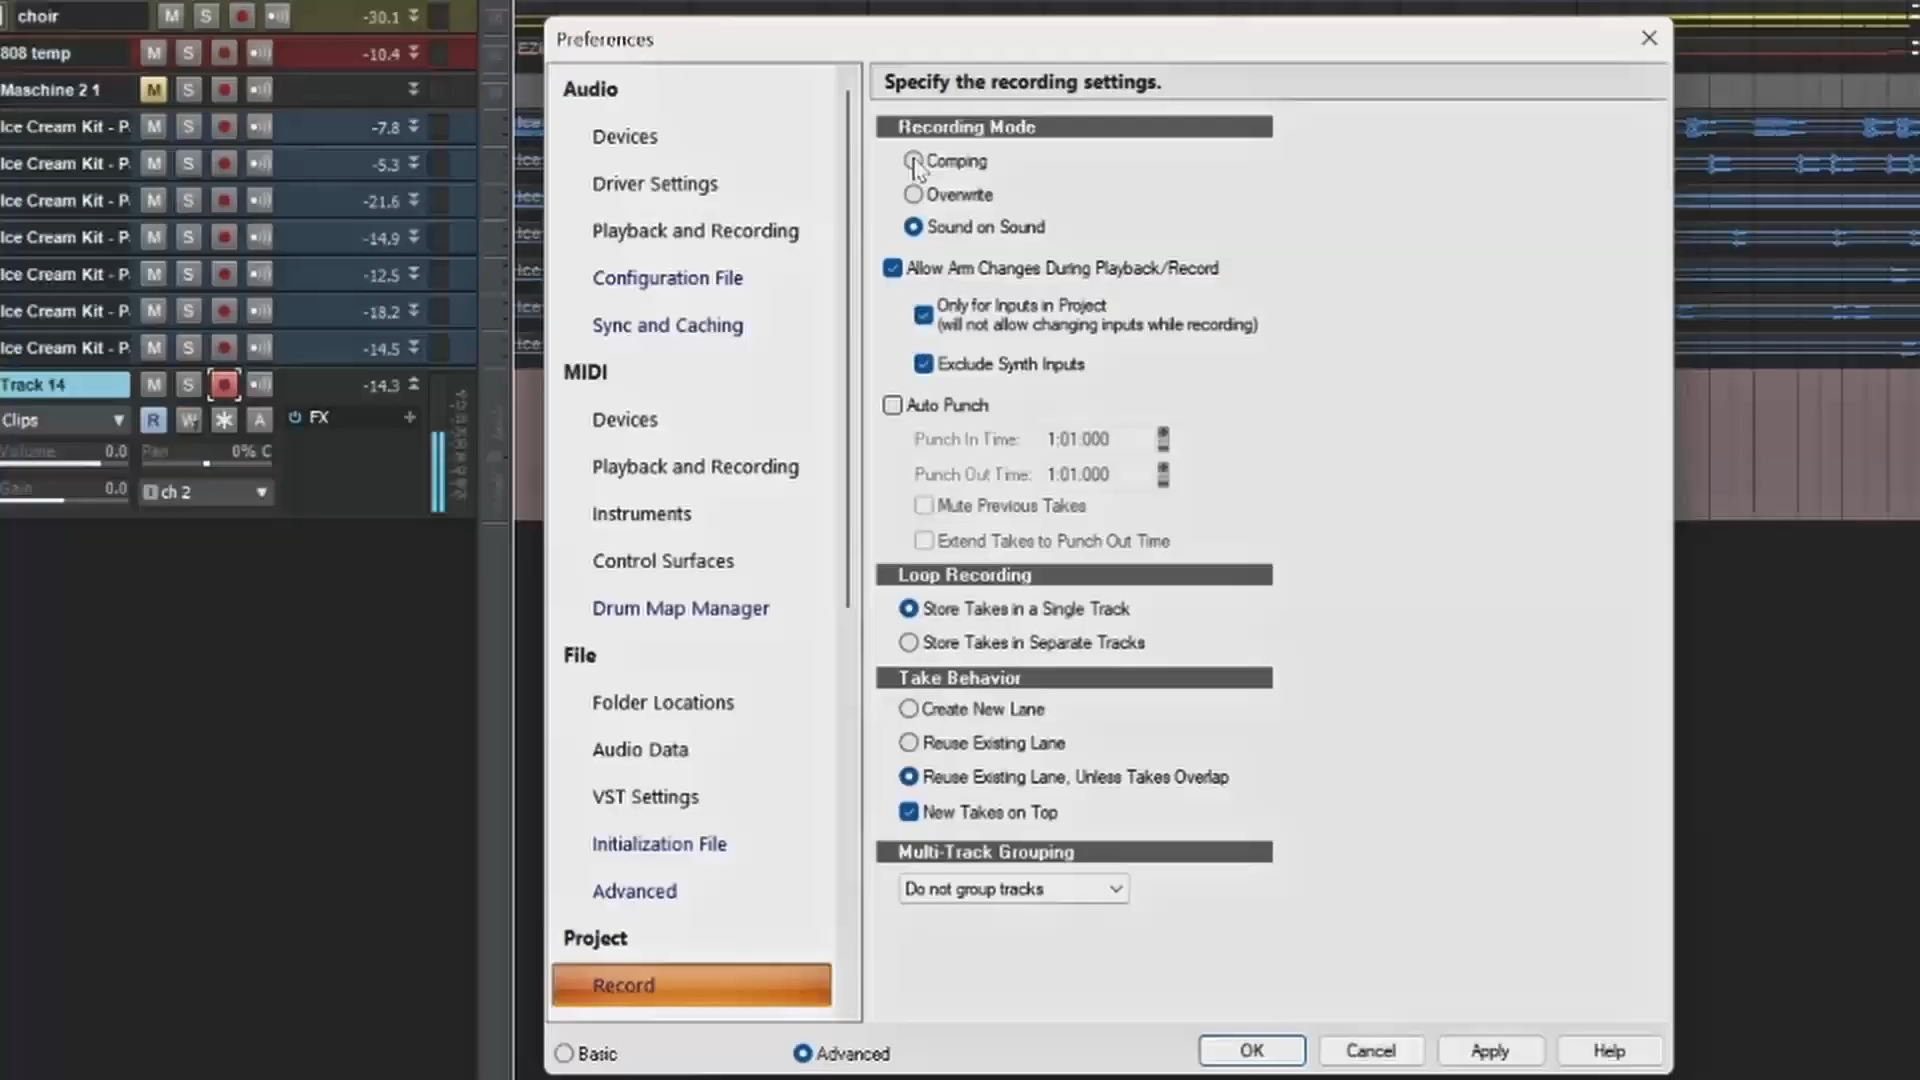 choir M S -30.1
808 temp M S -10.4
Maschine 2 1 M S
Ice Cream Kit - P. M S -7.8
Ice Cream Kit - P. M S -5.3
Ice Cream Kit - P. M S -21.6
Ice Cream Kit - P. M S -14.9
Ice Cream Kit - P. M S -12.5
Ice Cream Kit - P. M S -18.2
Ice Cream Kit - P. M S -14.5
Track 14 M S -14.3
Clips R W A FX +
Volume 0.0 Pan 0% C
Gain 0.0 ch 2
Preferences
Audio
Devices
Driver Settings
Playback and Recording
Configuration File
Sync and Caching
MIDI
Devices
Playback and Recording
Instruments
Control Surfaces
Drum Map Manager
File
Folder Locations
Audio Data
VST Settings
Initialization File
Advanced
Project
Record
Specify the recording settings.
Recording Mode
Comping
Overwrite
Sound on Sound
Allow Arm Changes During Playback/Record
Only for Inputs in Project
(will not allow changing inputs while recording)
Exclude Synth Inputs
Auto Punch
Punch In Time: 1:01.000
Punch Out Time: 1:01.000
Mute Previous Takes
Extend Takes to Punch Out Time
Loop Recording
Store Takes in a Single Track
Store Takes in Separate Tracks
Take Behavior
Create New Lane
Reuse Existing Lane
Reuse Existing Lane, Unless Takes Overlap
New Takes on Top
Multi-Track Grouping
Do not group tracks
Basic Advanced OK Cancel Apply Help